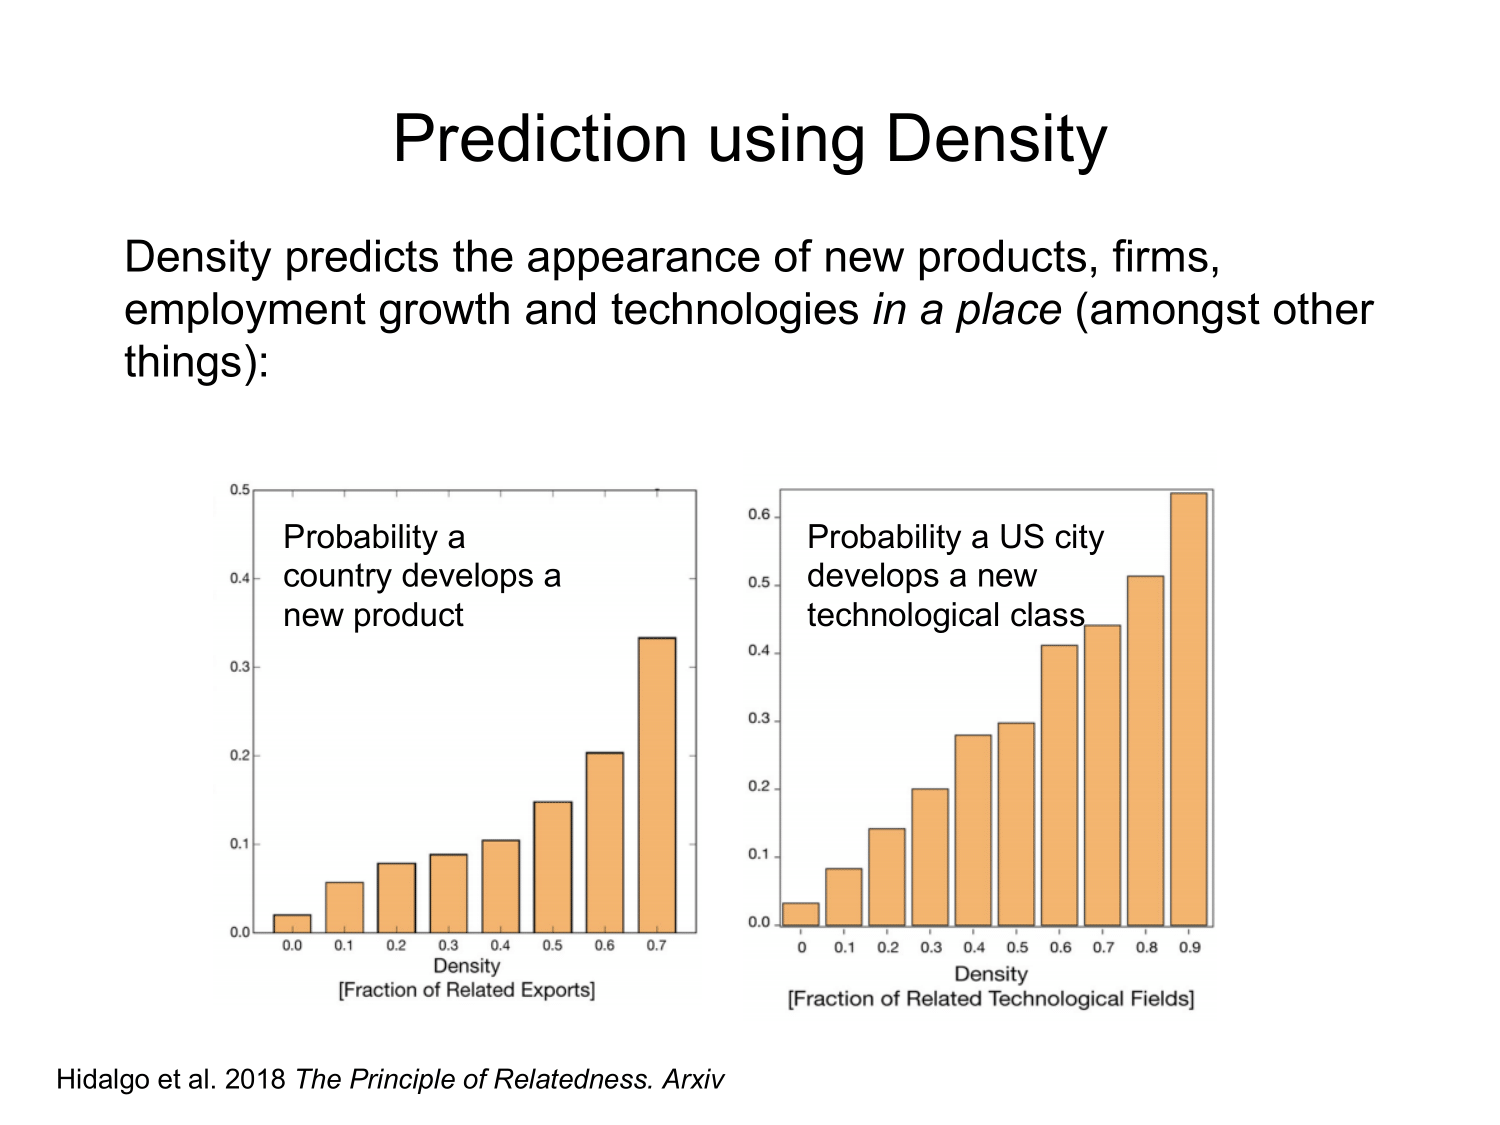 Prediction using Density
Density predicts the appearance of new products, firms,
employment growth and technologies in a place (amongst other
things):
Probability a
country develops a
new product
0.5
0.4
0.3
0.2
0.1
0.0
0.0 0.1 0.2 0.3 0.4 0.5 0.6 0.7
Density
[Fraction of Related Exports]
Probability a US city
develops a new
technological class
0.6
0.5
0.4
0.3
0.2
0.1
0.0
0 0.1 0.2 0.3 0.4 0.5 0.6 0.7 0.8 0.9
Density
[Fraction of Related Technological Fields]
Hidalgo et al. 2018 The Principle of Relatedness. Arxiv